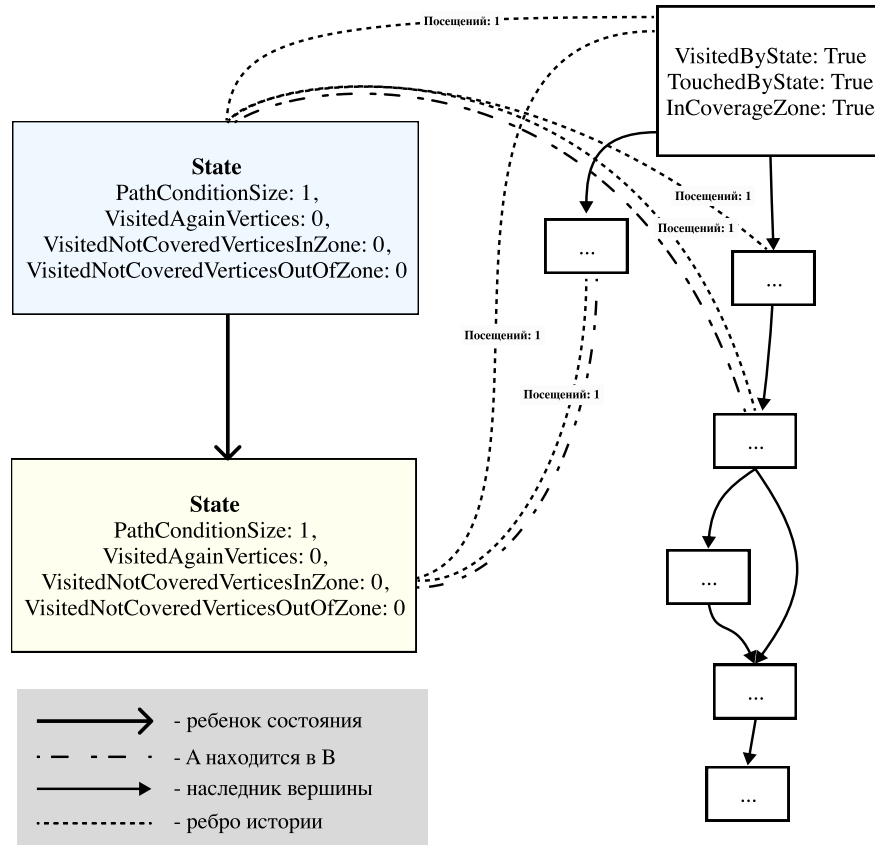 Посещений: 1
VisitedByState: True
TouchedByState: True
InCoverageZone: True
State
PathConditionSize: 1,
VisitedAgainVertices: 0,
VisitedNotCoveredVerticesInZone: 0,
VisitedNotCoveredVerticesOutOfZone: 0
Посещений: 1
Посещений: 1
...
...
Посещений: 1
Посещений: 1
...
State
PathConditionSize: 1,
VisitedAgainVertices: 0,
VisitedNotCoveredVerticesInZone: 0,
VisitedNotCoveredVerticesOutOfZone: 0
...
...
...
- ребенок состояния
- А находится в В
- наследник вершины
- ребро истории